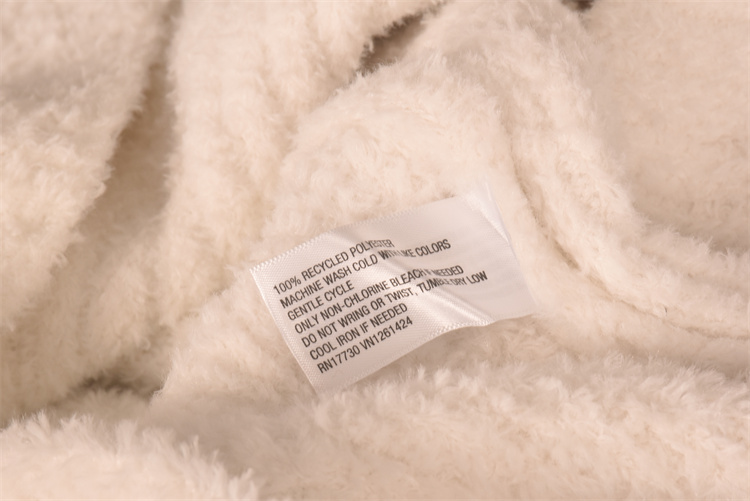 100% RECYCLED POLYESTER
MACHINE WASH COLD WITH LIKE COLORS
GENTLE CYCLE
ONLY NON-CHLORINE BLEACH IF NEEDED
DO NOT WRING OR TWIST, TUMBLE DRY LOW
COOL IRON IF NEEDED
RN17730 VN1261424